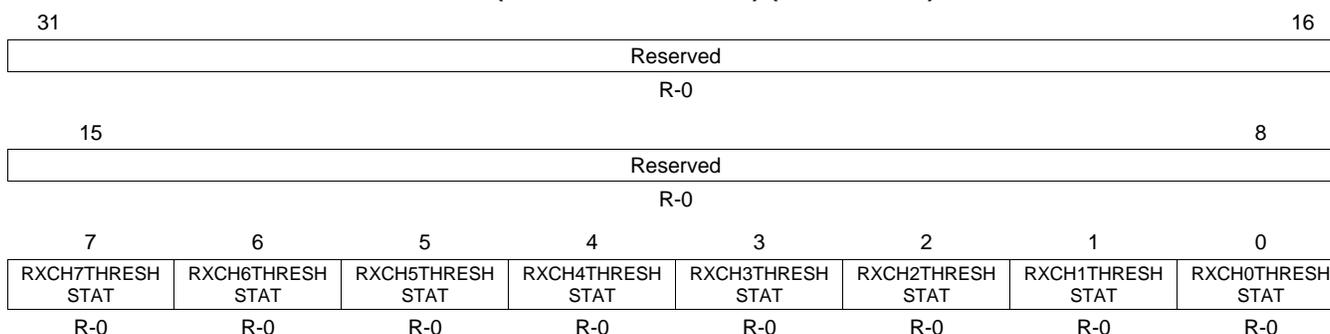 31 16
Reserved
R-0
15 8
Reserved
R-0
7 6 5 4 3 2 1 0
RXCH7THRESH RXCH6THRESH RXCH5THRESH RXCH4THRESH RXCH3THRESH RXCH2THRESH RXCH1THRESH RXCH0THRESH
STAT STAT STAT STAT STAT STAT STAT STAT
R-0 R-0 R-0 R-0 R-0 R-0 R-0 R-0